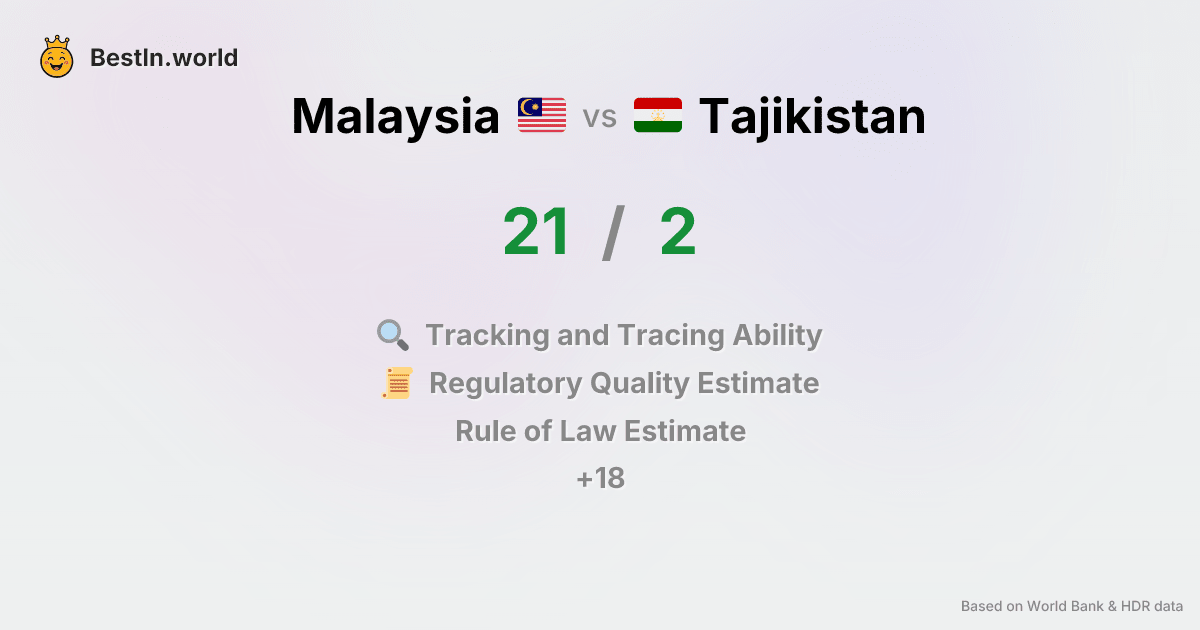 BestIn.world
Malaysia vs Tajikistan
21 / 2
Tracking and Tracing Ability
Regulatory Quality Estimate
Rule of Law Estimate
+18
Based on World Bank & HDR data